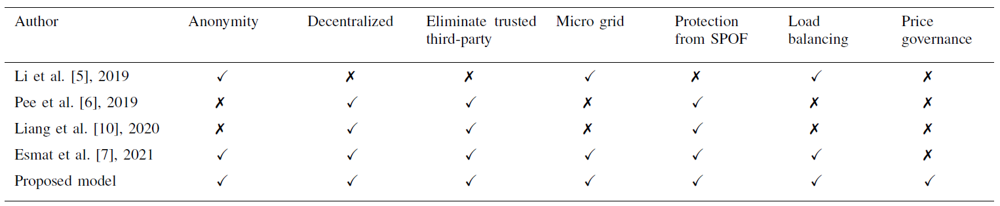 Author Anonymity Decentralized Eliminate trusted third-party Micro grid Protection from SPOF Load balancing Price governance
Li et al. [5], 2019 ✓ ✗ ✗ ✓ ✗ ✓ ✗
Pee et al. [6], 2019 ✗ ✓ ✓ ✗ ✓ ✗ ✗
Liang et al. [10], 2020 ✗ ✓ ✓ ✗ ✓ ✗ ✗
Esmat et al. [7], 2021 ✓ ✓ ✓ ✓ ✓ ✓ ✗
Proposed model ✓ ✓ ✓ ✓ ✓ ✓ ✓